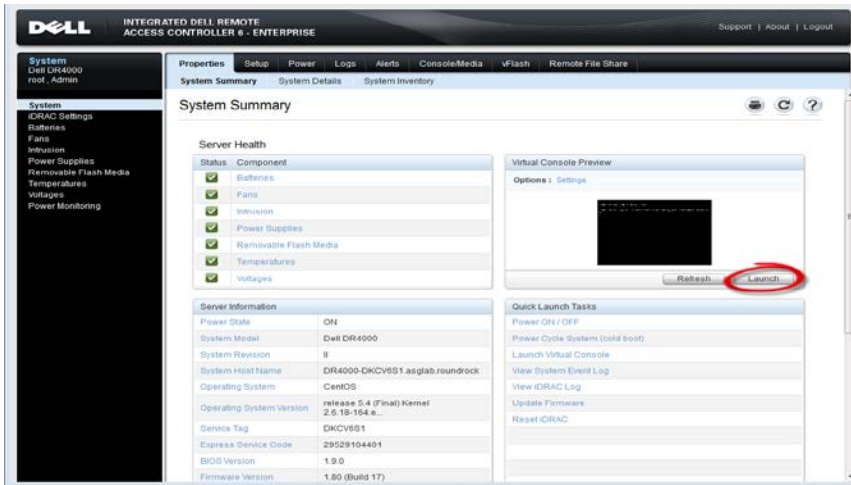 DELL
INTEGRATED DELL REMOTE
ACCESS CONTROLLER 6 - ENTERPRISE
Support | About | Logout
System
Dell DR4000
root , Admin
System
iDRAC Settings
Batteries
Fans
Intrusion
Power Supplies
Removable Flash Media
Temperatures
Voltages
Power Monitoring
Properties Setup Power Logs Alerts Console/Media vFlash Remote File Share
System Summary System Details System Inventory
System Summary
Server Health
Status Component
Batteries
Fans
Intrusion
Power Supplies
Removable Flash Media
Temperatures
Voltages
Virtual Console Preview
Options : Settings
Refresh Launch
Server Information
Power State ON
System Model Dell DR4000
System Revision II
System Host Name DR4000-DKCV6S1.asglab.roundrock
Operating System CentOS
Operating System Version release 5.4 (Final) Kernel 2.6.18-164.e...
Service Tag DKCV6S1
Express Service Code 29529104401
BIOS Version 1.9.0
Firmware Version 1.80 (Build 17)
Quick Launch Tasks
Power ON / OFF
Power Cycle System (cold boot)
Launch Virtual Console
View System Event Log
View iDRAC Log
Update Firmware
Reset iDRAC